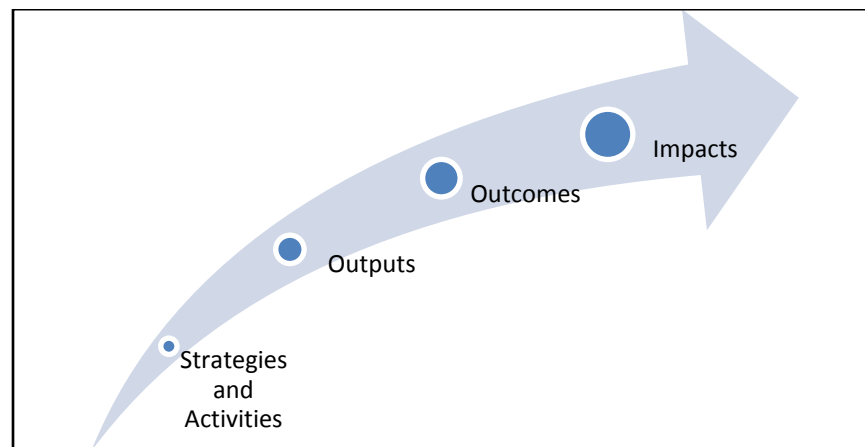 Impacts
Outcomes
Outputs
Strategies
and
Activities